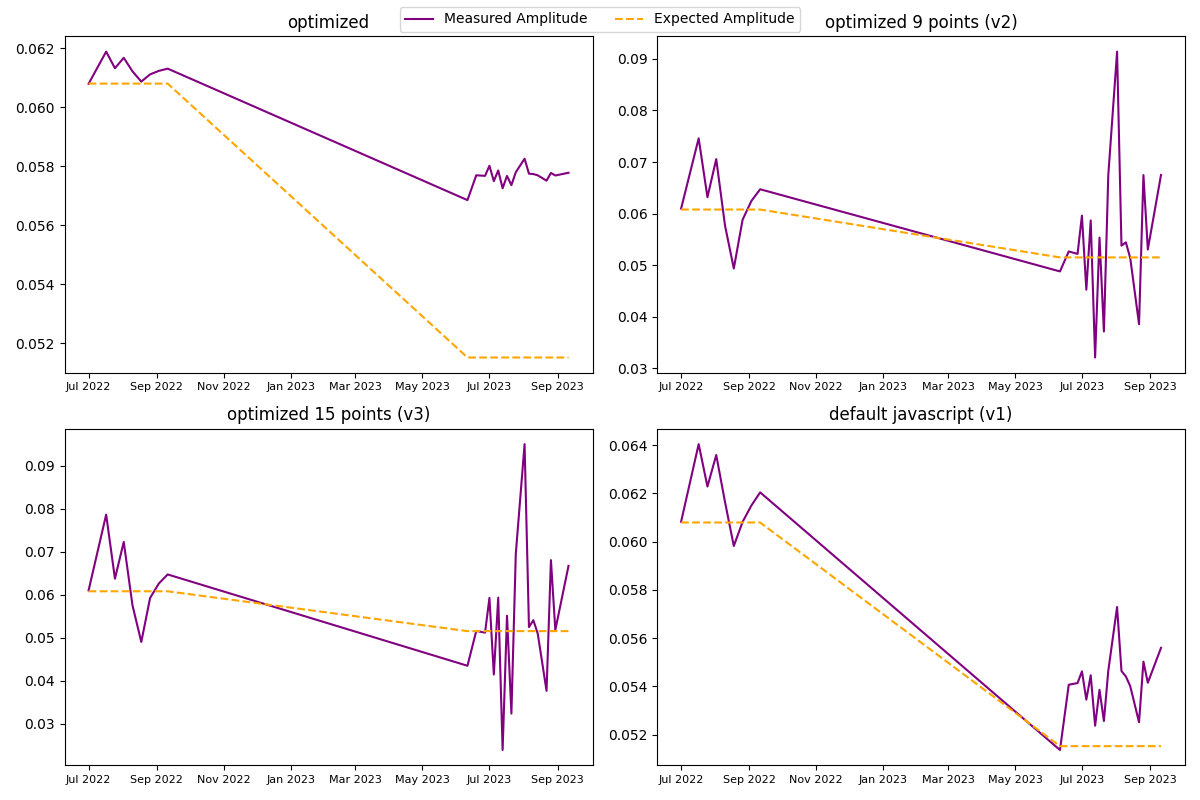 Measured Amplitude
Expected Amplitude
optimized
0.062
0.060
0.058
0.056
0.054
0.052
Jul 2022 Sep 2022 Nov 2022 Jan 2023 Mar 2023 May 2023 Jul 2023 Sep 2023
optimized 9 points (v2)
0.09
0.08
0.07
0.06
0.05
0.04
0.03
Jul 2022 Sep 2022 Nov 2022 Jan 2023 Mar 2023 May 2023 Jul 2023 Sep 2023
optimized 15 points (v3)
0.09
0.08
0.07
0.06
0.05
0.04
0.03
Jul 2022 Sep 2022 Nov 2022 Jan 2023 Mar 2023 May 2023 Jul 2023 Sep 2023
default javascript (v1)
0.064
0.062
0.060
0.058
0.056
0.054
0.052
Jul 2022 Sep 2022 Nov 2022 Jan 2023 Mar 2023 May 2023 Jul 2023 Sep 2023